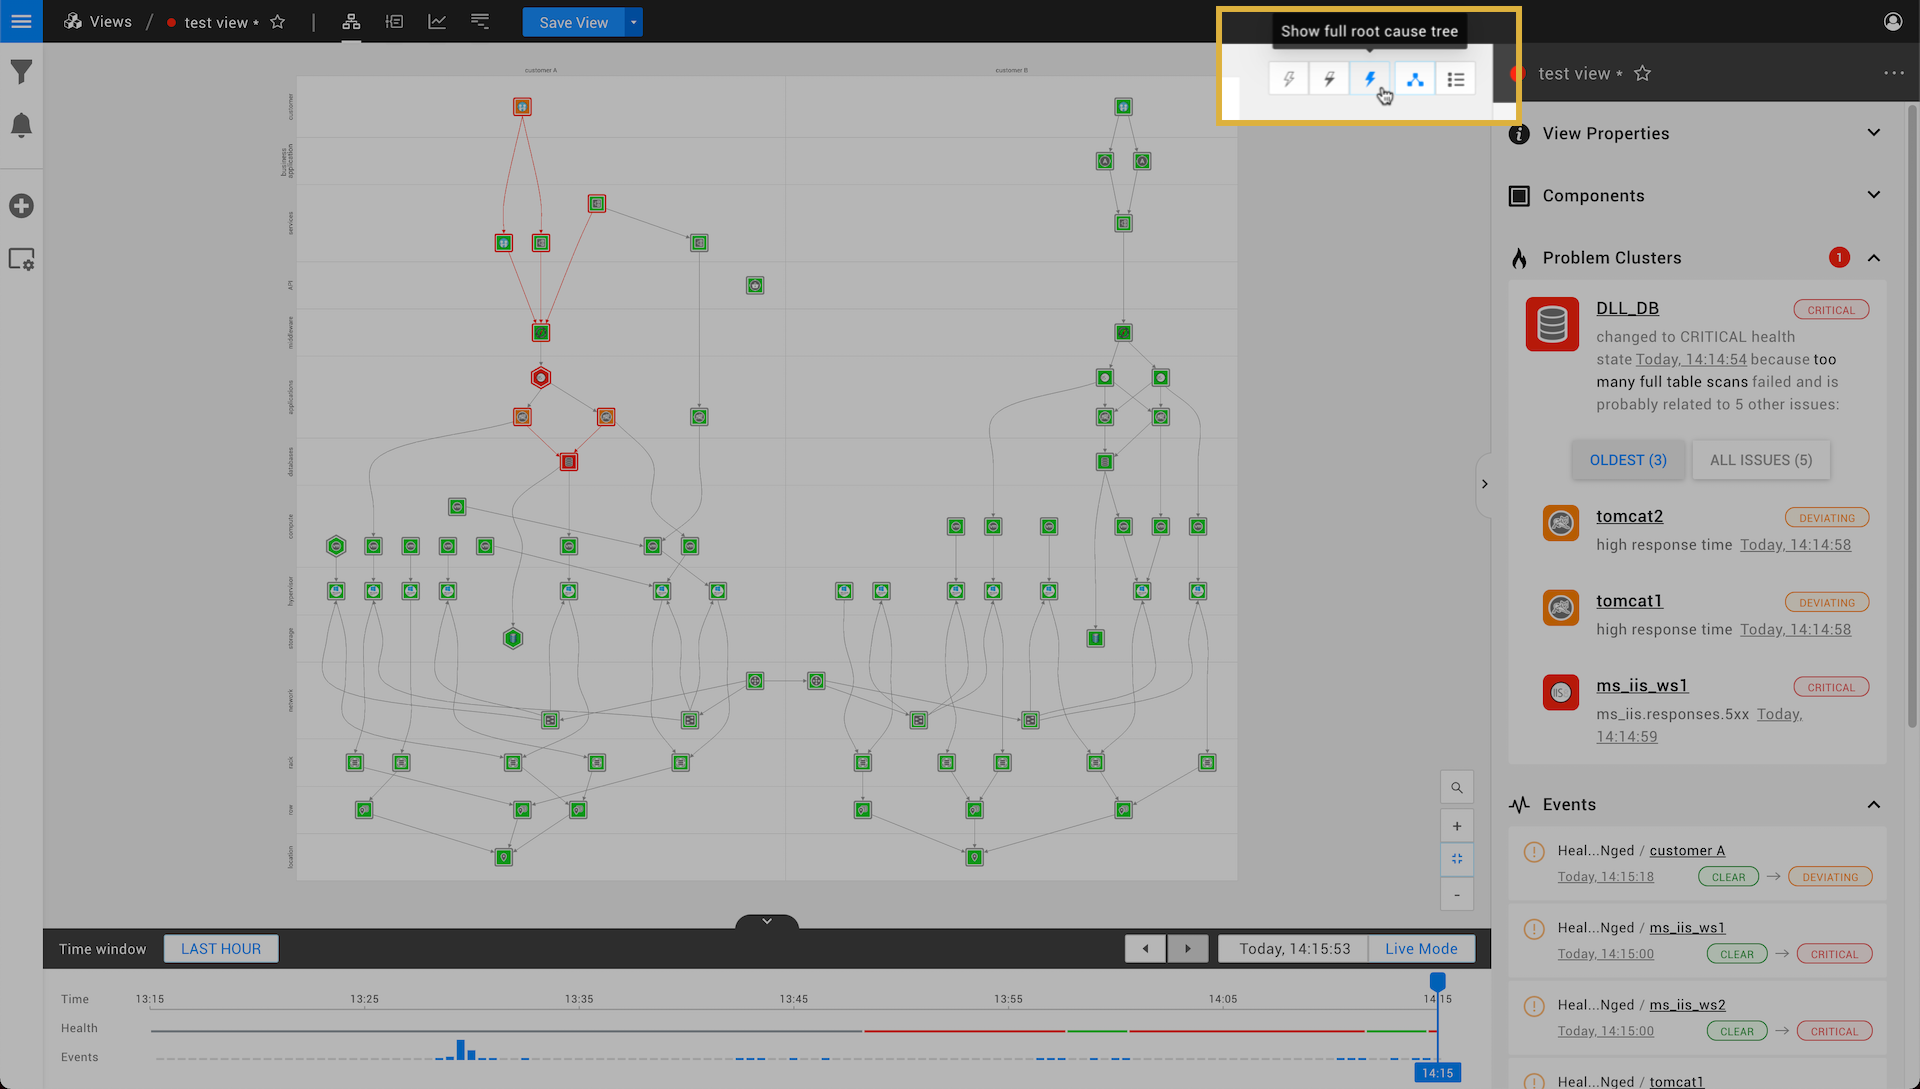 Views / test view * | Save View
Show full root cause tree
test view *
customer A
customer B
customer
business application
services
API
middleware
applications
databases
compute
hypervisor
storage
network
rack
row
location
View Properties
Components
Problem Clusters 1
DLL_DB CRITICAL
changed to CRITICAL health
state Today, 14:14:54 because too
many full table scans failed and is
probably related to 5 other issues:
OLDEST (3) ALL ISSUES (5)
tomcat2 DEVIATING
high response time Today, 14:14:58
tomcat1 DEVIATING
high response time Today, 14:14:58
ms_iis_ws1 CRITICAL
ms_iis.responses.5xx Today,
14:14:59
Events
Heal...Nged / customer A
Today, 14:15:18 CLEAR → DEVIATING
Heal...Nged / ms_iis_ws1
Today, 14:15:00 CLEAR → CRITICAL
Heal...Nged / ms_iis_ws2
Today, 14:15:00 CLEAR → CRITICAL
Heal...Nged / tomcat1
Time window LAST HOUR Today, 14:15:53 Live Mode
Time 13:15 13:25 13:35 13:45 13:55 14:05 14:15
Health
Events
14:15